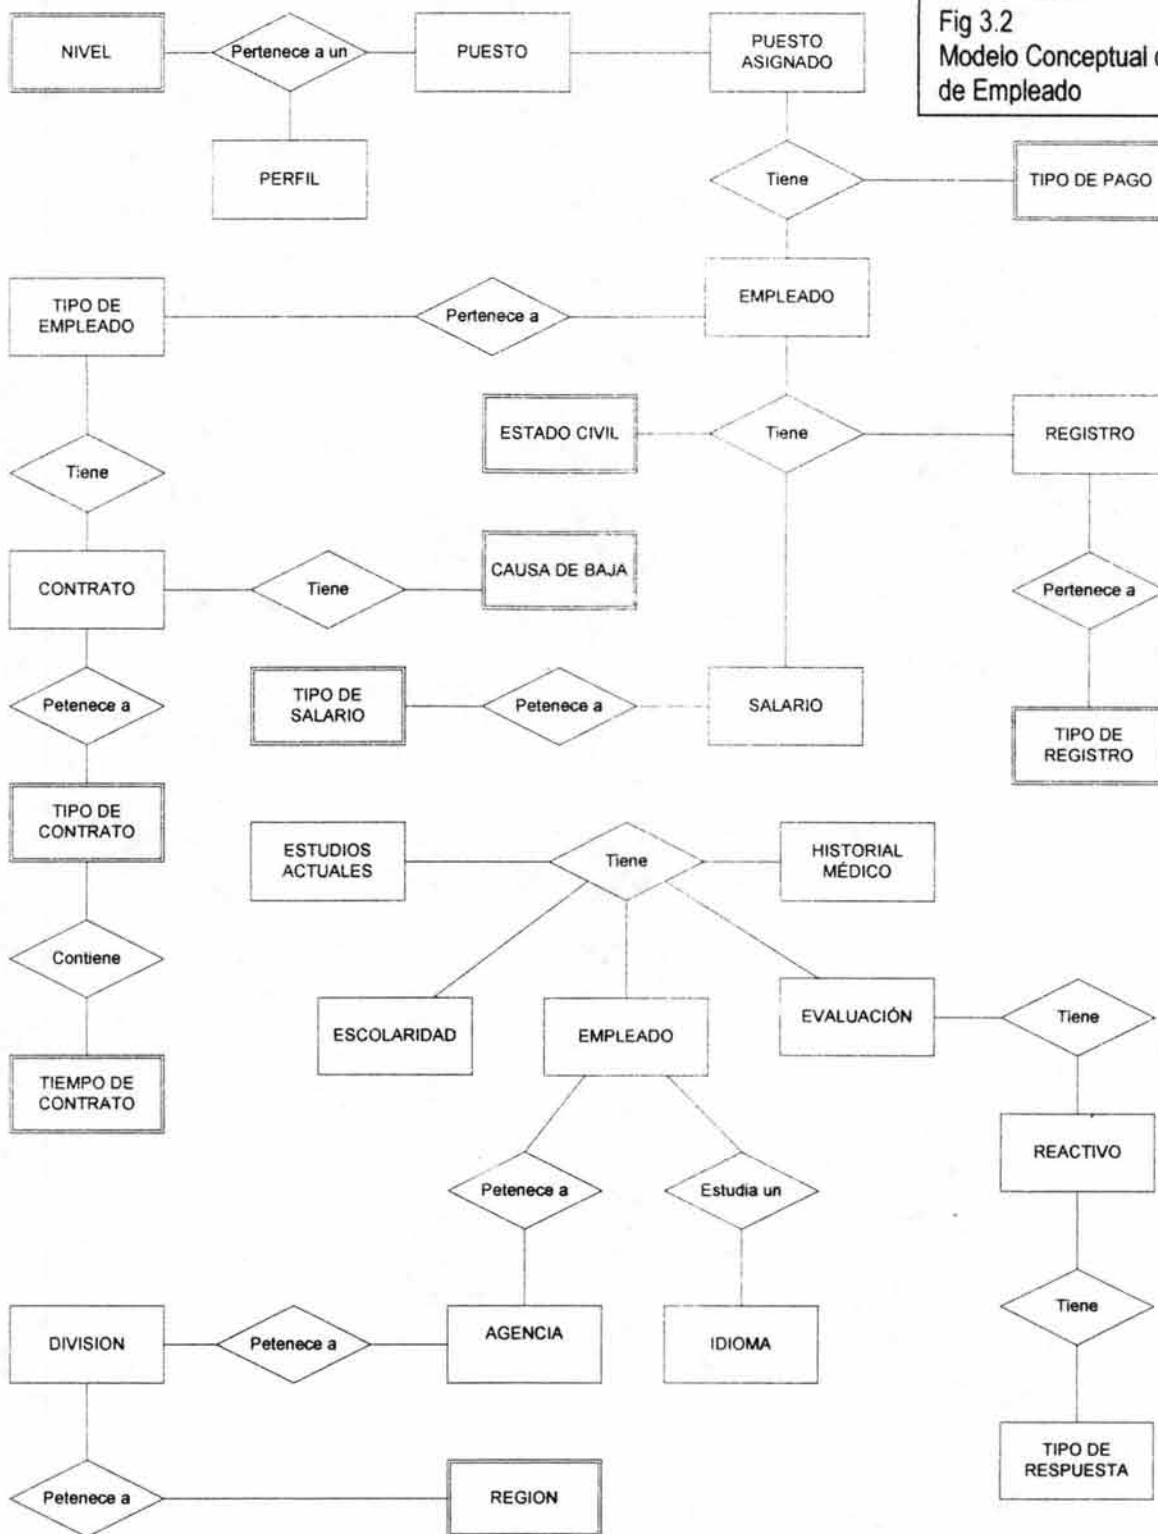 Fig 3.2
Modelo Conceptual
de Empleado
NIVEL
Pertenece a un
PUESTO
PUESTO
ASIGNADO
PERFIL
Tiene
TIPO DE PAGO
TIPO DE
EMPLEADO
Pertenece a
EMPLEADO
ESTADO CIVIL
Tiene
REGISTRO
Tiene
CONTRATO
Tiene
CAUSA DE BAJA
Pertenece a
Petenece a
TIPO DE
SALARIO
Petenece a
SALARIO
TIPO DE
REGISTRO
TIPO DE
CONTRATO
ESTUDIOS
ACTUALES
Tiene
HISTORIAL
MÉDICO
Contiene
ESCOLARIDAD
EMPLEADO
EVALUACIÓN
Tiene
TIEMPO DE
CONTRATO
REACTIVO
Petenece a
Estudia un
Tiene
DIVISION
Petenece a
AGENCIA
IDIOMA
TIPO DE
RESPUESTA
Petenece a
REGION